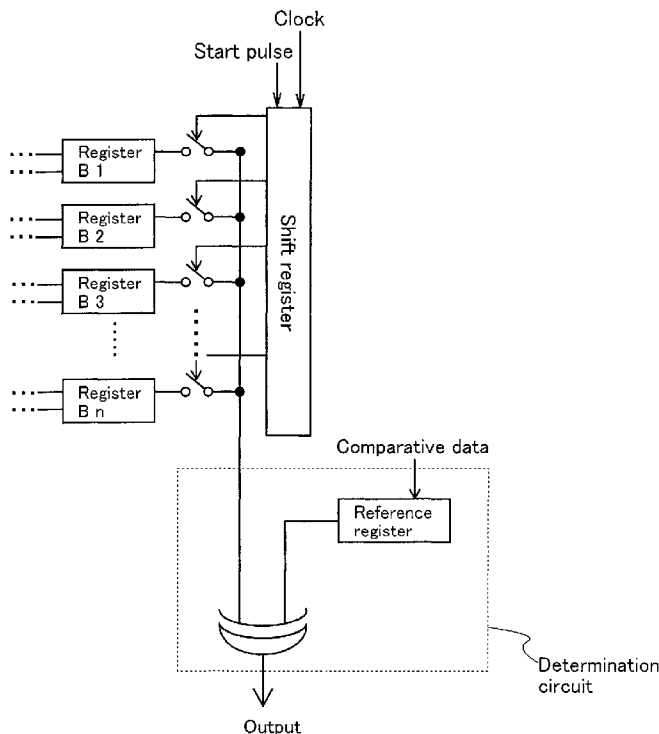 Clock
Start pulse
Register
B 1
Register
B 2
Register
B 3
Register
B n
Shift register
Comparative data
Reference
register
Determination
circuit
Output